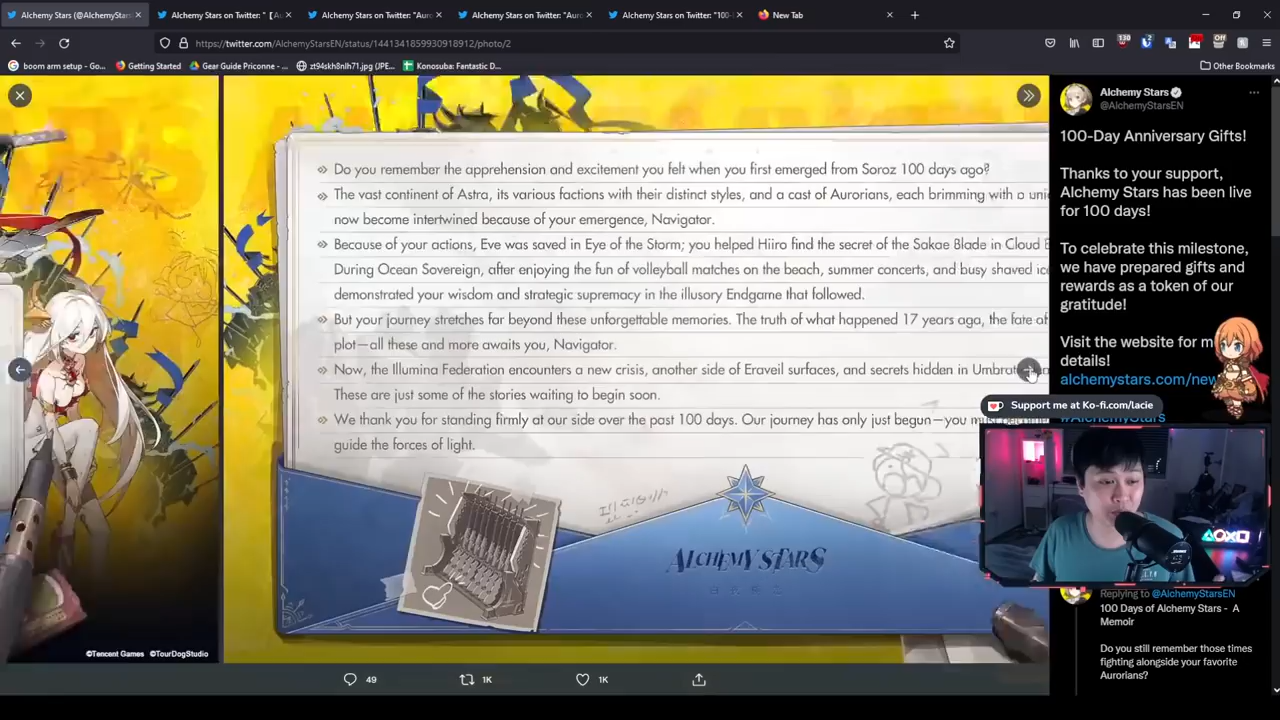 Alchemy Stars (@AlchemyStars
Alchemy Stars on Twitter: "【Au
Alchemy Stars on Twitter: "Auro
Alchemy Stars on Twitter: "Auro
Alchemy Stars on Twitter: "100-
New Tab
https://twitter.com/AlchemyStarsEN/status/1441341859930918912/photo/2
130
Off
boom arm setup - Go...
Getting Started
Gear Guide Priconne - ...
zt94skh8nlh71.jpg (JPE...
Konosuba: Fantastic D...
Other Bookmarks
Do you remember the apprehension and excitement you felt when you first emerged from Soroz 100 days ago?
The vast continent of Astra, its various factions with their distinct styles, and a cast of Aurorians, each brimming with a
now become intertwined because of your emergence, Navigator.
Because of your actions, Eve was saved in Eye of the Storm; you helped Hiiro find the secret of the Sakae Blade in Cloud
During Ocean Sovereign, after enjoying the fun of volleyball matches on the beach, summer concerts, and busy shaved
demonstrated your wisdom and strategic supremacy in the illusory Endgame that followed.
But your journey stretches far beyond these unforgettable memories. The truth of what happened 17 years ago, the fate of
plot—all these and more awaits you, Navigator.
Now, the Illumina Federation encounters a new crisis, another side of Eraveil surfaces, and secrets hidden in
These are just some of the stories waiting to begin soon.
We thank you for standing firmly at our side over the past 100 days. Our journey has only just begun—you must
guide the forces of light.
ALCHEMY STARS
©Tencent Games ©TourDogStudio
49
1K
1K
Alchemy Stars
@AlchemyStarsEN
100-Day Anniversary Gifts!
Thanks to your support,
Alchemy Stars has been live
for 100 days!
To celebrate this milestone,
we have prepared gifts and
rewards as a token of our
gratitude!
Visit the website for
details!
alchemystars.com/new
Support me at Ko-fi.com/lacie
#AlchemyStars
Replying to @AlchemyStarsEN
100 Days of Alchemy Stars - A
Memoir
Do you still remember those times
fighting alongside your favorite
Aurorians?